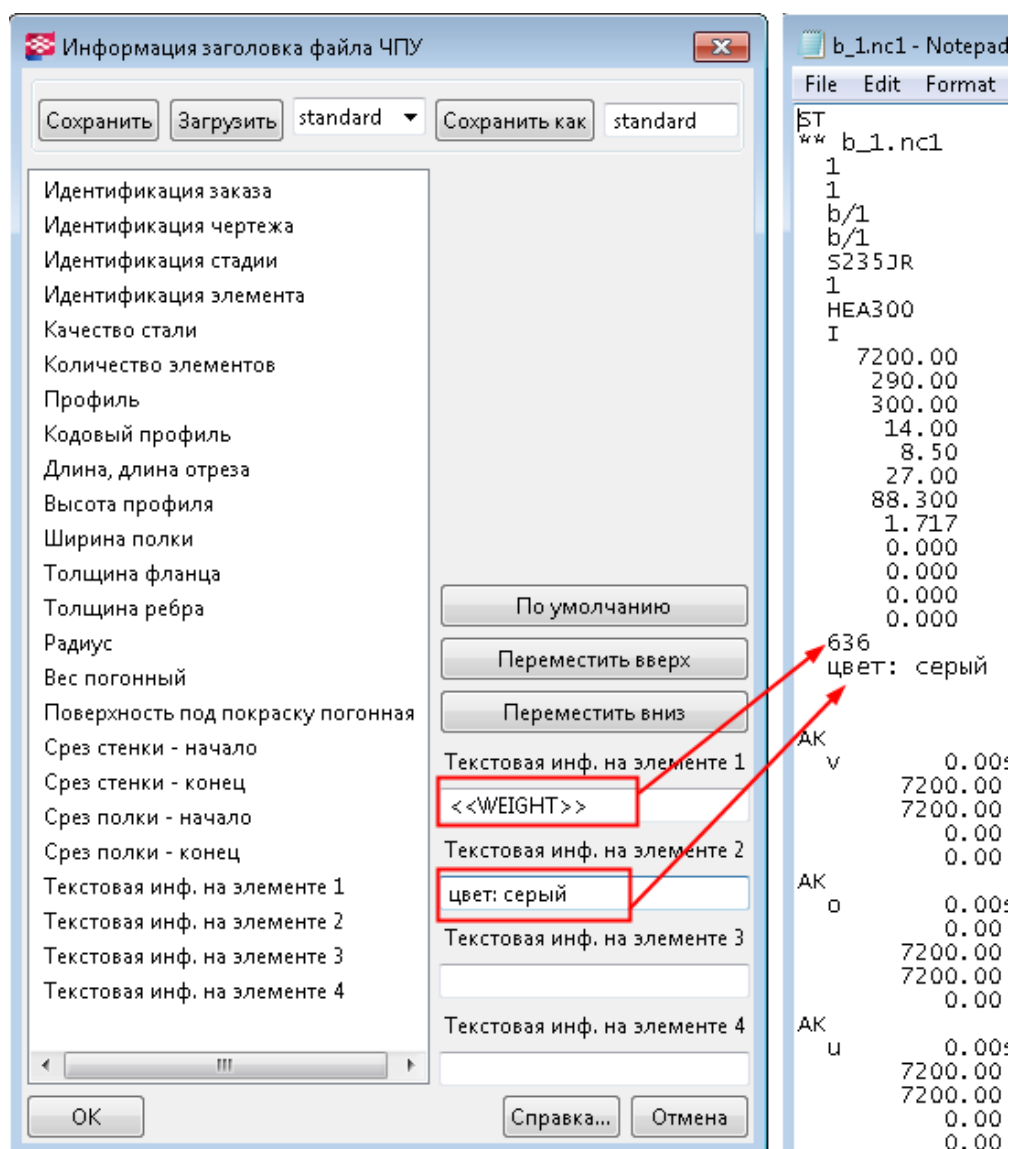 Информация заголовка файла ЧПУ
Сохранить Загрузить standard Сохранить как standard
Идентификация заказа
Идентификация чертежа
Идентификация стадии
Идентификация элемента
Качество стали
Количество элементов
Профиль
Кодовый профиль
Длина, длина отреза
Высота профиля
Ширина полки
Толщина фланца
Толщина ребра
Радиус
Вес погонный
Поверхность под покраску погонная
Срез стенки - начало
Срез стенки - конец
Срез полки - начало
Срез полки - конец
Текстовая инф. на элементе 1
Текстовая инф. на элементе 2
Текстовая инф. на элементе 3
Текстовая инф. на элементе 4
По умолчанию
Переместить вверх
Переместить вниз
Текстовая инф. на элементе 1
<<WEIGHT>>
Текстовая инф. на элементе 2
цвет: серый
Текстовая инф. на элементе 3
Текстовая инф. на элементе 4
OK
Справка... Отмена
b_1.nc1 - Notepad
File Edit Format
ST
** b_1.nc1
1
1
b/1
b/1
S235JR
1
HEA300
I
7200.00
290.00
300.00
14.00
8.50
27.00
88.300
1.717
0.000
0.000
0.000
0.000
636
цвет: серый
AK
v 0.00s
7200.00
7200.00
0.00
0.00
AK
o 0.00s
0.00
7200.00
7200.00
0.00
AK
u 0.00s
7200.00
7200.00
0.00
0.00